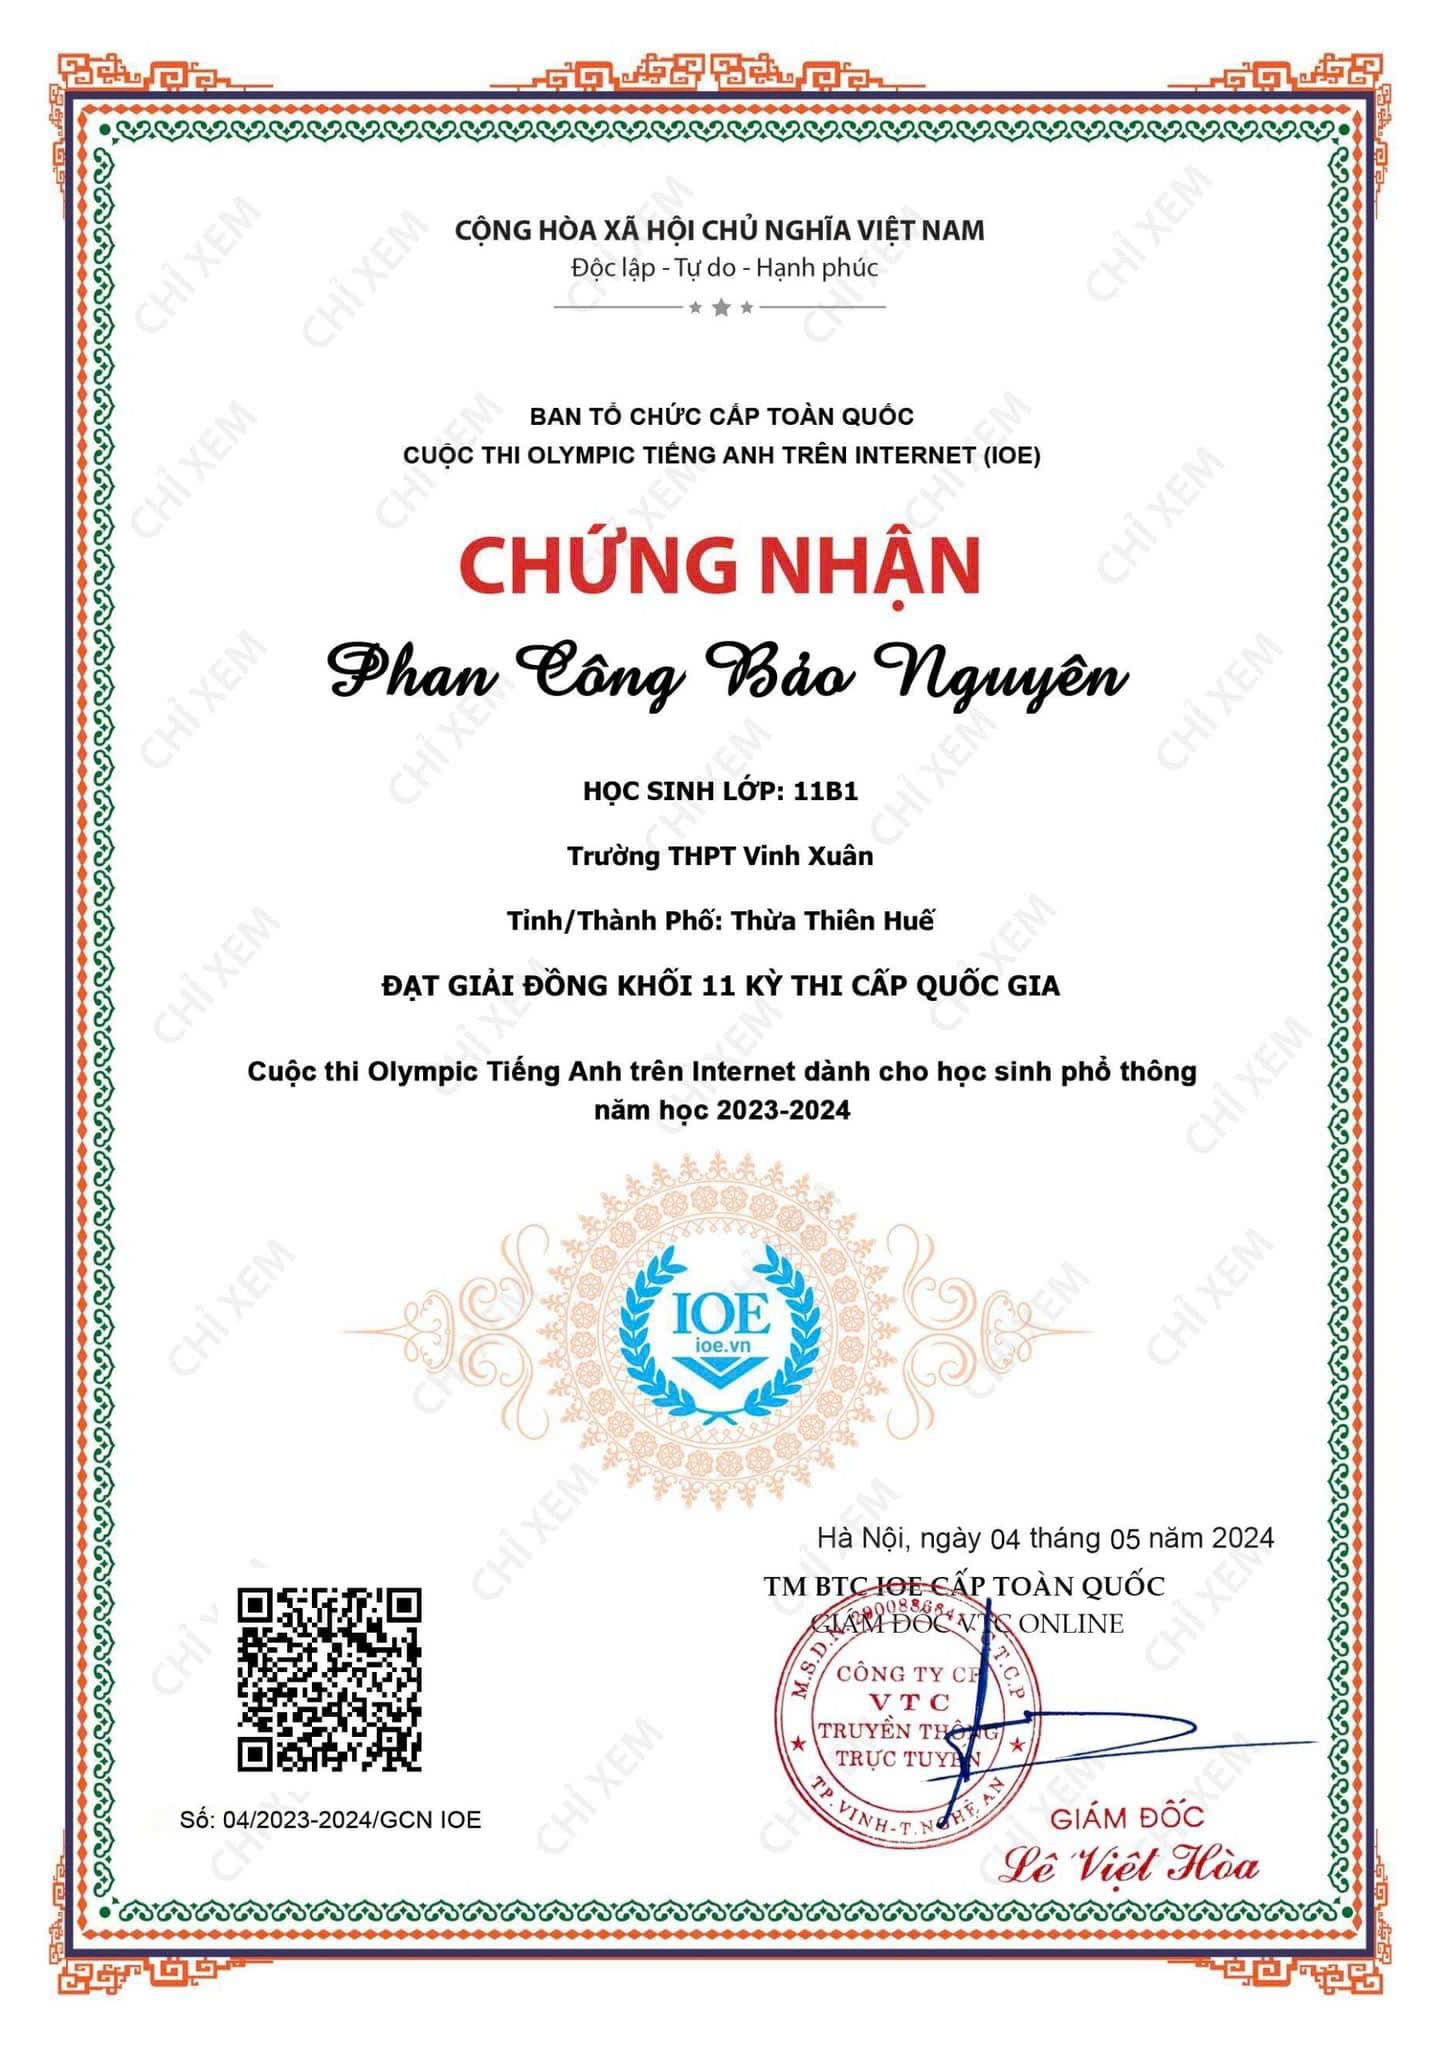 CỘNG HÒA XÃ HỘI CHỦ NGHĨA VIỆT NAM
Độc lập - Tự do - Hạnh phúc
BAN TỔ CHỨC CẤP TOÀN QUỐC
CUỘC THI OLYMPIC TIẾNG ANH TRÊN INTERNET (IOE)
CHỨNG NHẬN
Phan Công Bảo Nguyên
HỌC SINH LỚP: 11B1
Trường THPT Vinh Xuân
Tỉnh/Thành Phố: Thừa Thiên Huế
ĐẠT GIẢI ĐỒNG KHỐI 11 KỲ THI CẤP QUỐC GIA
Cuộc thi Olympic Tiếng Anh trên Internet dành cho học sinh phổ thông
năm học 2023-2024
IOE
ioe.vn
Hà Nội, ngày 04 tháng 05 năm 2024
TM BTC IOE CẤP TOÀN QUỐC
GIÁM ĐỐC VTC ONLINE
CÔNG TY CP
VTC
TRUYỀN THÔNG
TRỰC TUYẾN
TP.VINH-T.NGHỆ AN
Số: 04/2023-2024/GCN IOE
GIÁM ĐỐC
Lê Việt Hòa
CHỈ XEM